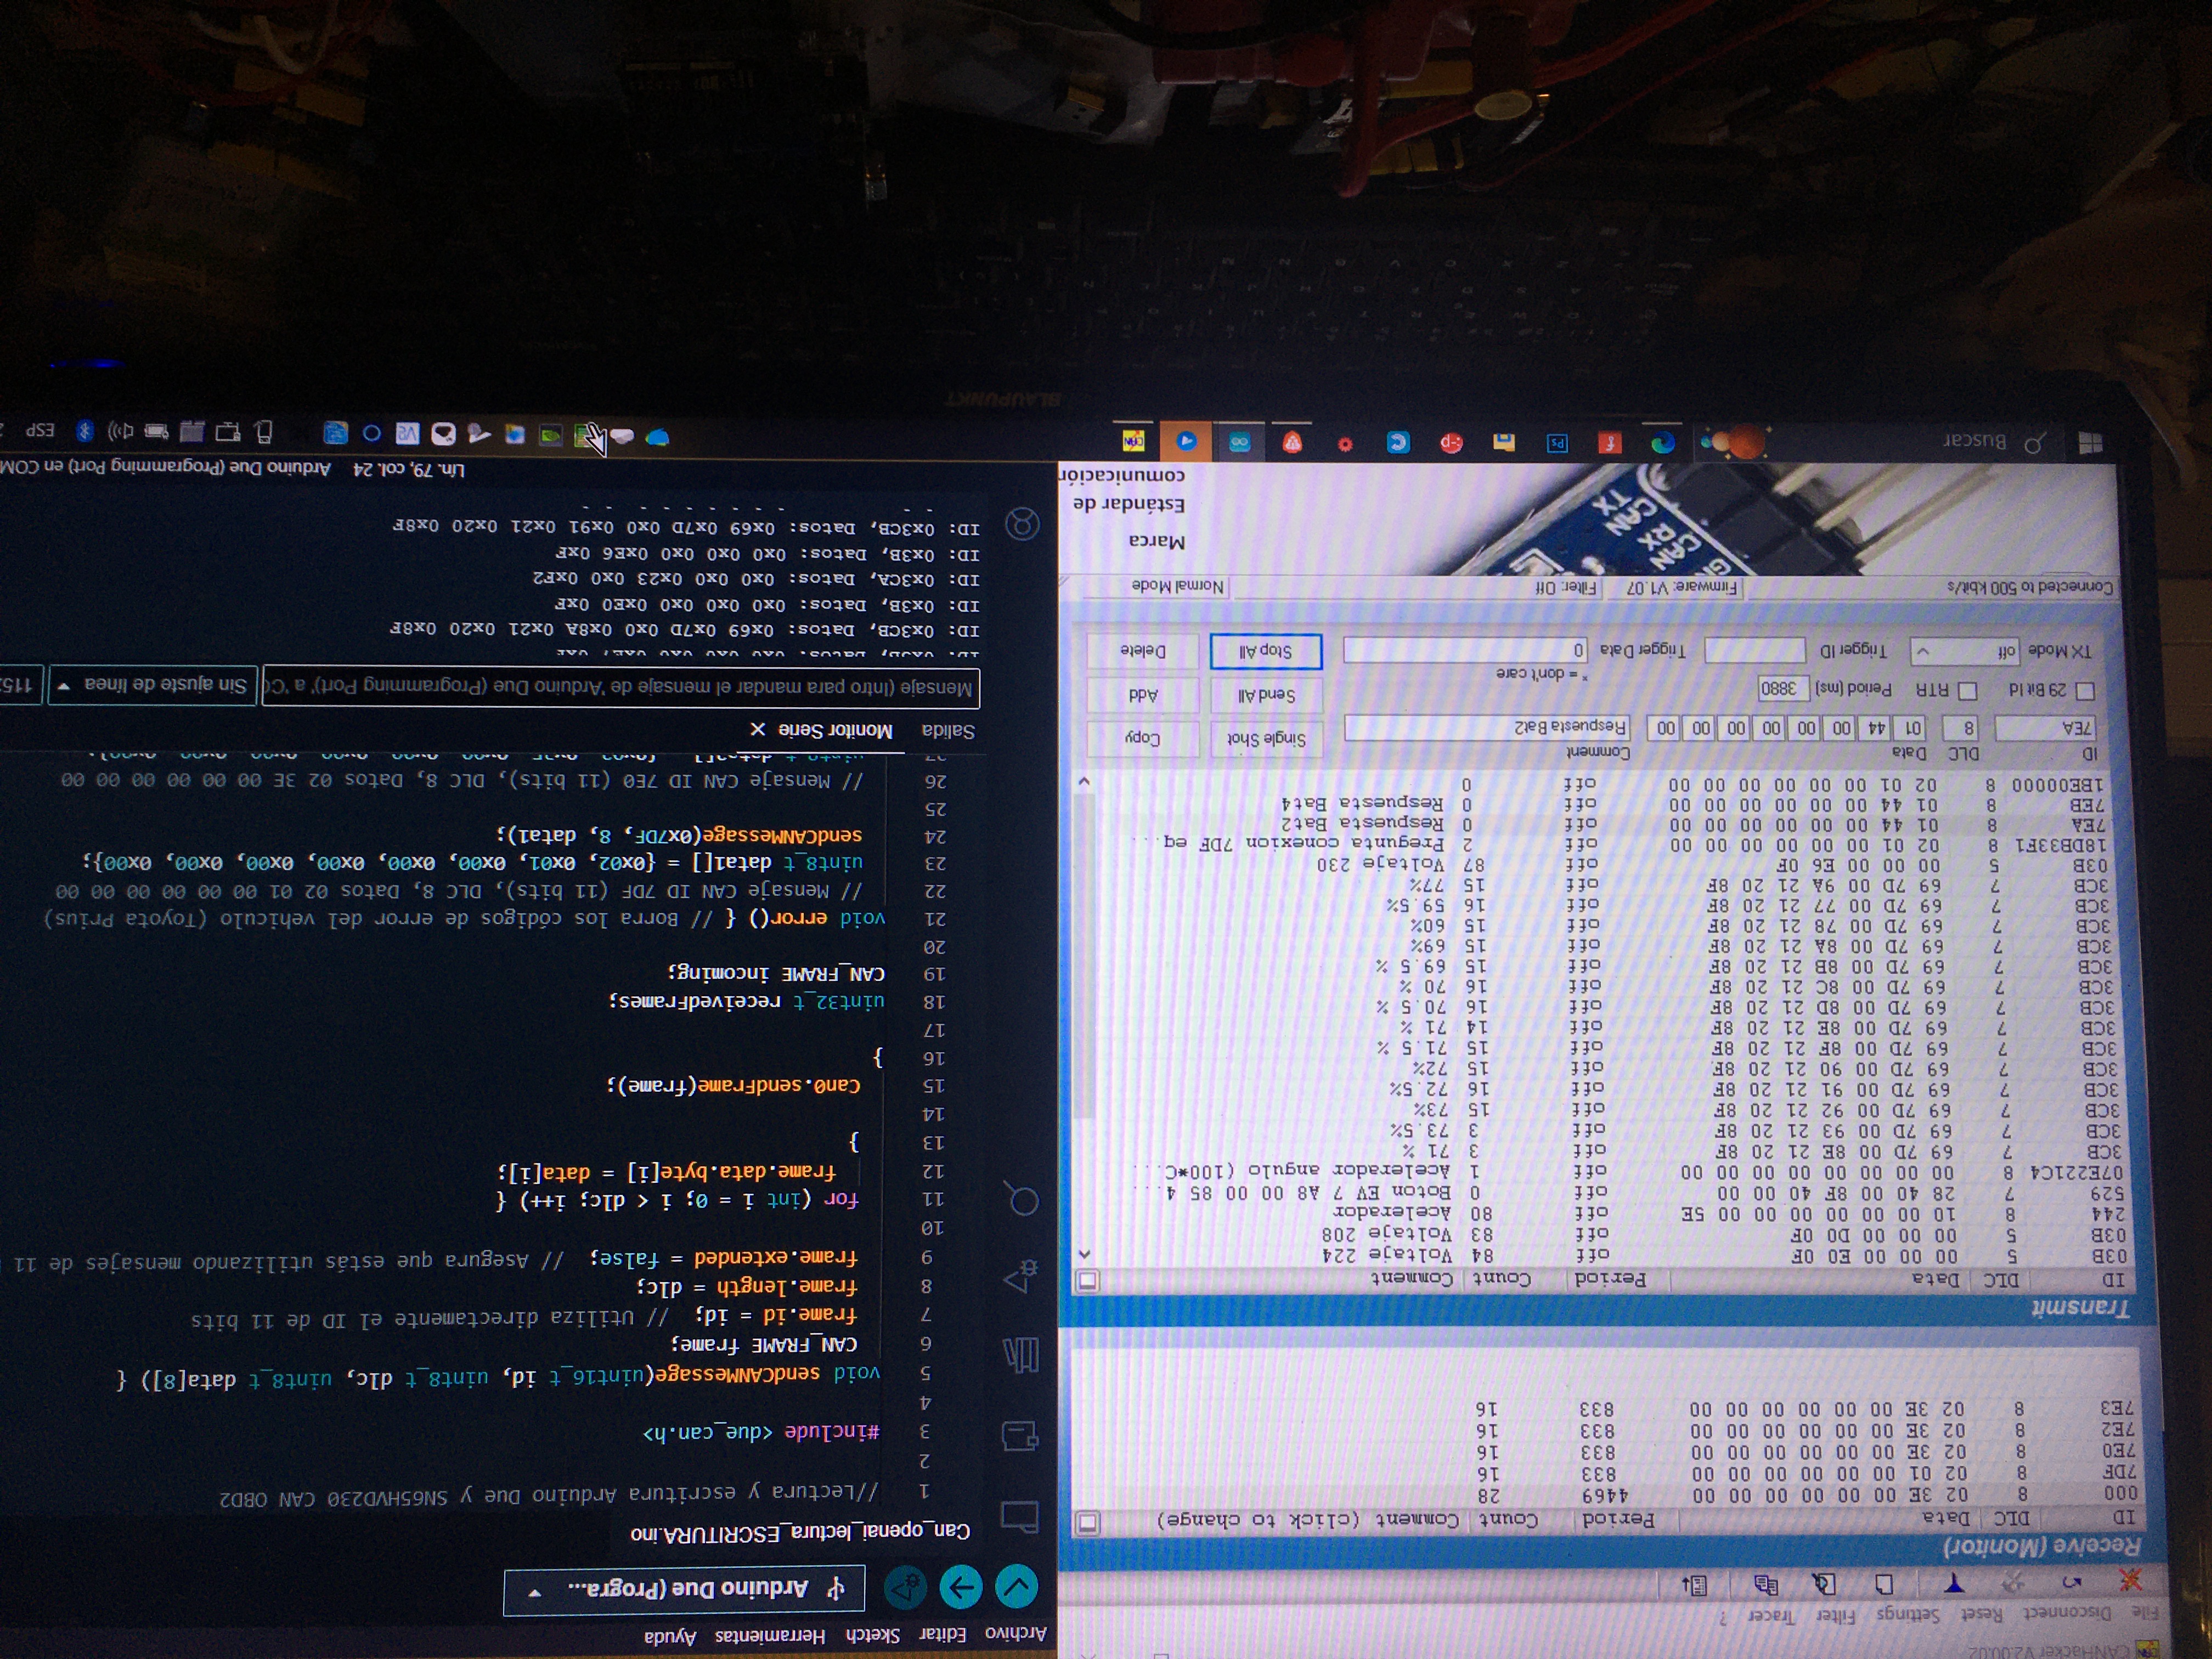 CANHacker V2.00.02
File Disconnect Reset Settings Filter Tracer ?
Receive (Monitor)
ID DLC Data Period Count Comment (click to change)
000 8 02 3E 00 00 00 00 00 00 4469 28
7DF 8 02 01 00 00 00 00 00 00 833 16
7E0 8 02 3E 00 00 00 00 00 00 833 16
7E2 8 02 3E 00 00 00 00 00 00 833 16
7E3 8 02 3E 00 00 00 00 00 00 833 16
Transmit
ID DLC Data Period Count Comment
03B 5 00 00 00 E0 0F off 84 Voltaje 224
03B 5 00 00 00 D0 0F off 83 Voltaje 208
244 8 10 00 00 00 00 00 00 5E off 80 Acelerador
529 7 28 40 00 8F 40 00 00 off 0 Boton EV 7 A8 00 00 85 4...
07E221C4 8 00 00 00 00 00 00 00 00 off 1 Acelerador angulo (100*C...
3CB 7 69 7D 00 8E 21 20 8F off 3 71 %
3CB 7 69 7D 00 93 21 20 8F off 3 73.5%
3CB 7 69 7D 00 92 21 20 8F off 15 73%
3CB 7 69 7D 00 91 21 20 8F off 16 72.5%
3CB 7 69 7D 00 90 21 20 8F off 15 72%
3CB 7 69 7D 00 8F 21 20 8F off 15 71.5 %
3CB 7 69 7D 00 8E 21 20 8F off 14 71 %
3CB 7 69 7D 00 8D 21 20 8F off 16 70.5 %
3CB 7 69 7D 00 8C 21 20 8F off 16 70 %
3CB 7 69 7D 00 8B 21 20 8F off 15 69.5 %
3CB 7 69 7D 00 8A 21 20 8F off 15 69%
3CB 7 69 7D 00 78 21 20 8F off 15 60%
3CB 7 69 7D 00 77 21 20 8F off 16 59.5%
3CB 7 69 7D 00 9A 21 20 8F off 15 77%
03B 5 00 00 00 E6 0F off 87 Voltaje 230
18DB33F1 8 02 01 00 00 00 00 00 00 off 2 Pregunta conexion 7DF eq...
7EA 8 01 44 00 00 00 00 00 00 off 0 Respuesta Bat2
7EB 8 01 44 00 00 00 00 00 00 off 0 Respuesta Bat4
1BE00000 8 02 01 00 00 00 00 00 00 off 0
ID DLC Data Comment
7EA 8 01 44 00 00 00 00 00 00 Respuesta Bat2
Single Shot Copy
29 Bit Id RTR Period (ms) 3880
* = don't care
Send All Add
TX Mode off Trigger ID Trigger Data 0
Stop All Delete
Connected to 500 kbit/s Firmware: V1.07 Filter: Off Normal Mode
CAN RX
CAN TX
Marca
Estándar de
comunicación
Buscar
Archivo Editar Sketch Herramientas Ayuda
Arduino Due (Progra...
Can_openai_lectura_ESCRITURA.ino
1 //Lectura y escritura Arduino Due y SN65HVD230 CAN OBD2
2
3 #include <due_can.h>
4
5 void sendCANMessage(uint16_t id, uint8_t dlc, uint8_t data[8]) {
6 CAN_FRAME frame;
7 frame.id = id; // Utiliza directamente el ID de 11 bits
8 frame.length = dlc;
9 frame.extended = false; // Asegura que estás utilizando mensajes de 11
10
11 for (int i = 0; i < dlc; i++) {
12 frame.data.byte[i] = data[i];
13 }
14
15 Can0.sendFrame(frame);
16 }
17
18 uint32_t receivedFrames;
19 CAN_FRAME incoming;
20
21 void error() { // Borra los códigos de error del vehiculo (Toyota Prius)
22 // Mensaje CAN ID 7DF (11 bits), DLC 8, Datos 02 01 00 00 00 00 00 00
23 uint8_t data1[] = {0x02, 0x01, 0x00, 0x00, 0x00, 0x00, 0x00, 0x00};
24 sendCANMessage(0x7DF, 8, data1);
25
26 // Mensaje CAN ID 7E0 (11 bits), DLC 8, Datos 02 3E 00 00 00 00 00 00
Salida Monitor Serie
Mensaje (Intro para mandar el mensaje de 'Arduino Due (Programming Port)' a 'CO
Sin ajuste de línea
115
ID: 0x3CB, Datos: 0x69 0x7D 0x0 0x8A 0x21 0x20 0x8F
ID: 0x3B, Datos: 0x0 0x0 0x0 0xE0 0xF
ID: 0x3CA, Datos: 0x0 0x0 0x23 0x0 0xF2
ID: 0x3B, Datos: 0x0 0x0 0x0 0xE6 0xF
ID: 0x3CB, Datos: 0x69 0x7D 0x0 0x91 0x21 0x20 0x8F
Lín. 79, col. 24 Arduino Due (Programming Port) en COM
ESP
BLAUPUNKT